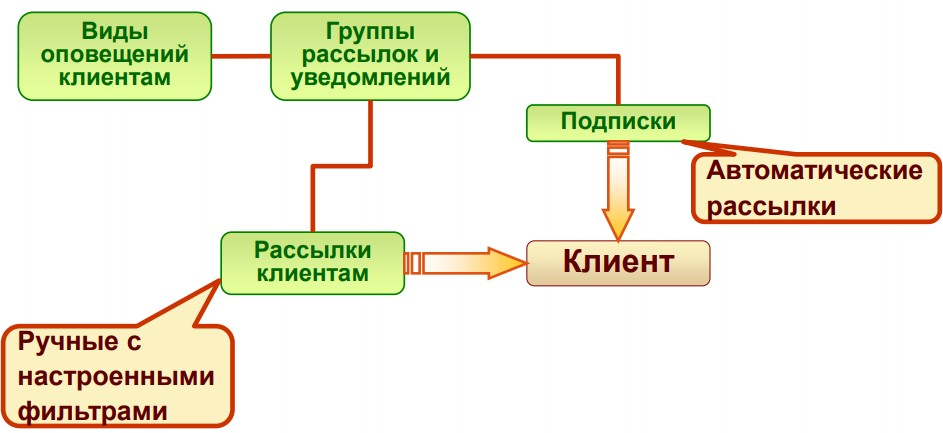 Виды
оповещений
клиентам
Группы
рассылок и
уведомлений
Подписки
Автоматические
рассылки
Рассылки
клиентам
Клиент
Ручные с
настроенными
фильтрами